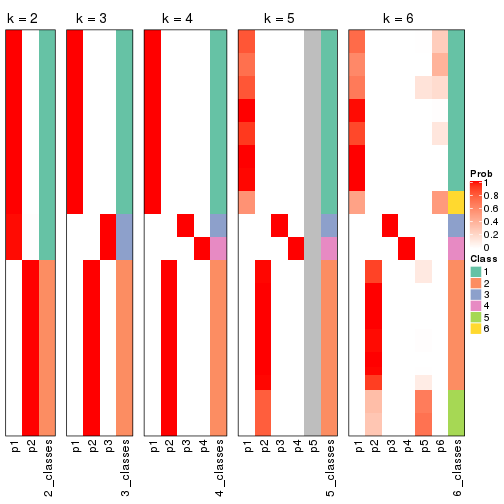 k = 2
k = 3
k = 4
k = 5
k = 6
p1
p2
2_classes
p1
p2
p3
3_classes
p1
p2
p3
p4
4_classes
p1
p2
p3
p4
p5
5_classes
p1
p2
p3
p4
p5
p6
6_classes
Prob
1
0.8
0.6
0.4
0.2
0
Class
1
2
3
4
5
6